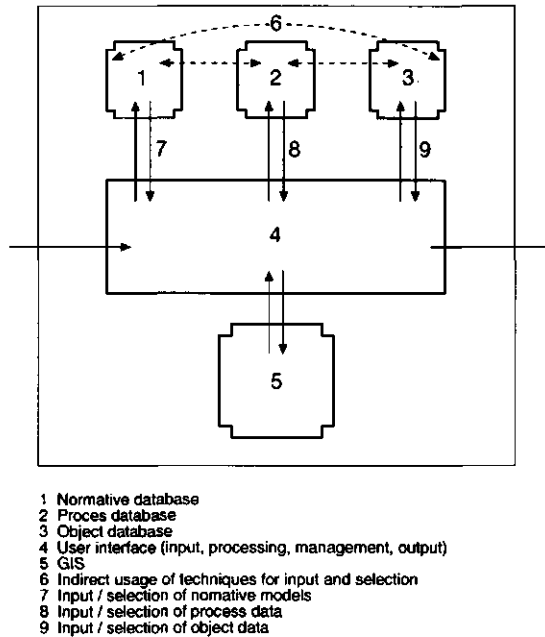 6
1
2
3
7
8
9
4
5
1 Normative database
2 Proces database
3 Object database
4 User interface (input, processing, management, output)
5 GIS
6 Indirect usage of techniques for input and selection
7 Input / selection of normative models
8 Input / selection of process data
9 Input / selection of object data